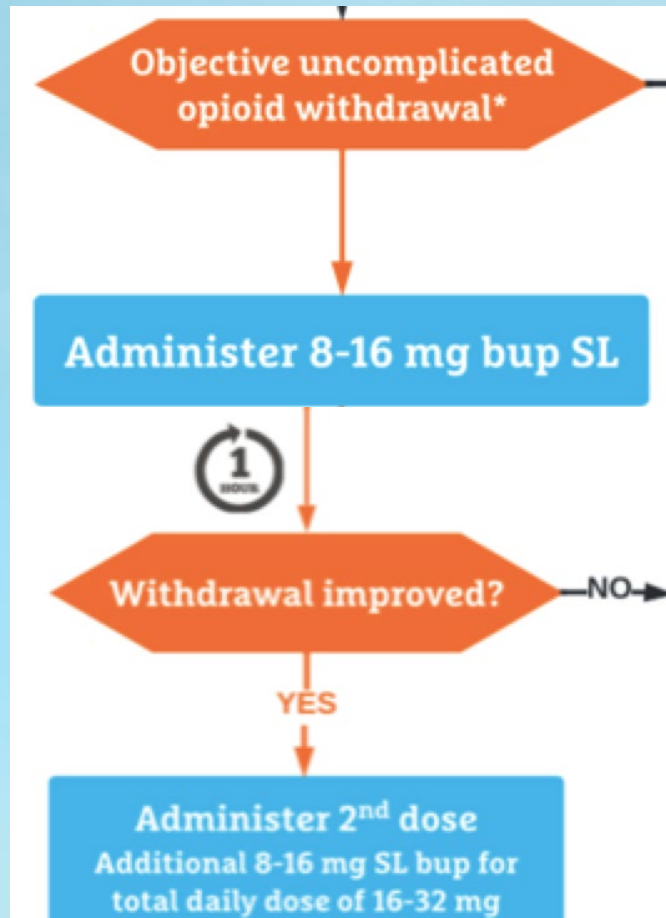 Objective uncomplicated
opioid withdrawal*
Administer 8-16 mg bup SL
1
HOUR
Withdrawal improved?
NO
YES
Administer 2nd dose
Additional 8-16 mg SL bup for
total daily dose of 16-32 mg